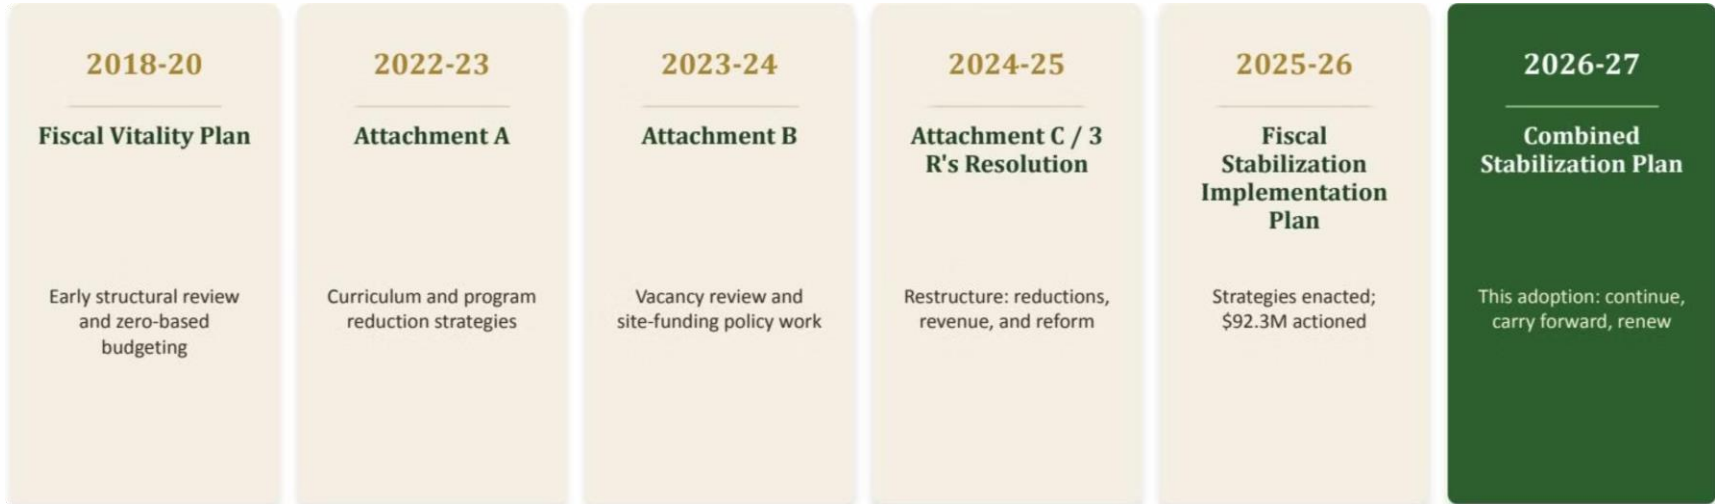 2018-20
Fiscal Vitality Plan
Early structural review
and zero-based
budgeting
2022-23
Attachment A
Curriculum and program
reduction strategies
2023-24
Attachment B
Vacancy review and
site-funding policy work
2024-25
Attachment C / 3
R's Resolution
Restructure: reductions,
revenue, and reform
2025-26
Fiscal
Stabilization
Implementation
Plan
Strategies enacted;
$92.3M actioned
2026-27
Combined
Stabilization Plan
This adoption: continue,
carry forward, renew